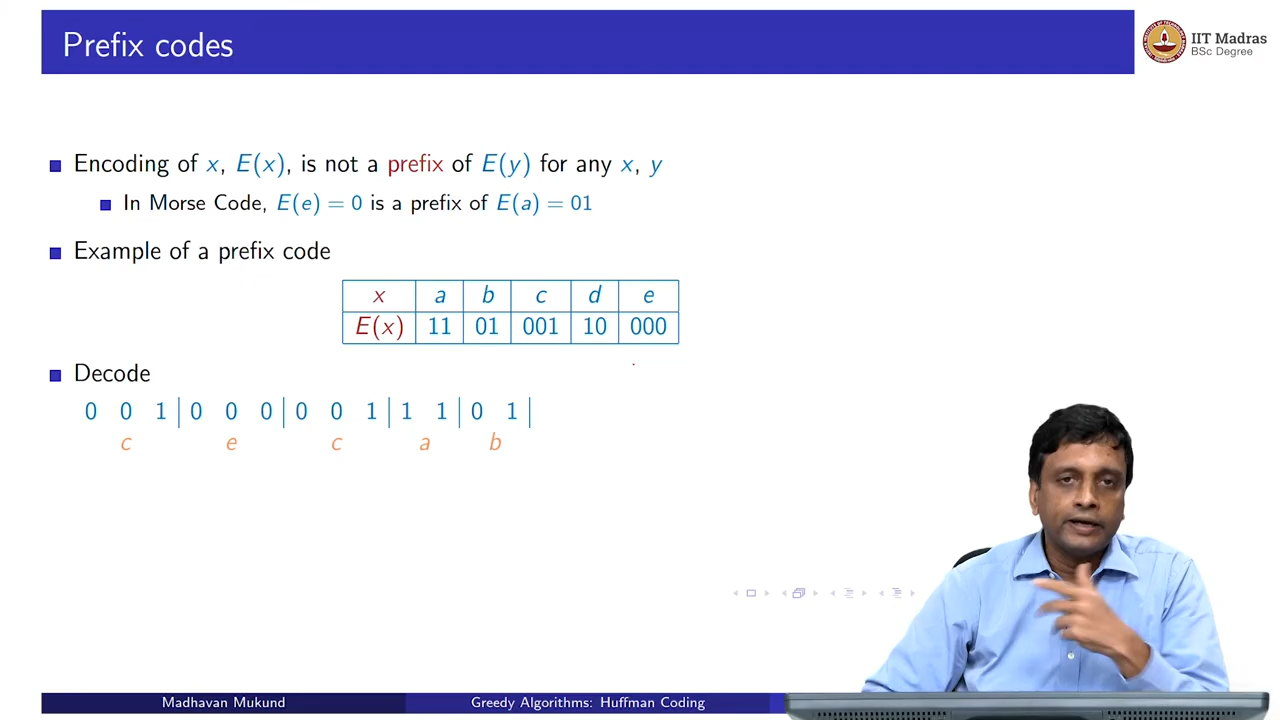 Prefix codes
IIT Madras
BSc Degree
Encoding of x, E(x), is not a prefix of E(y) for any x, y
In Morse Code, E(e) = 0 is a prefix of E(a) = 01
Example of a prefix code
x a b c d e
E(x) 11 01 001 10 000
Decode
0 0 1 | 0 0 0 | 0 0 1 | 1 1 | 0 1 |
c e c a b
Madhavan Mukund Greedy Algorithms: Huffman Coding